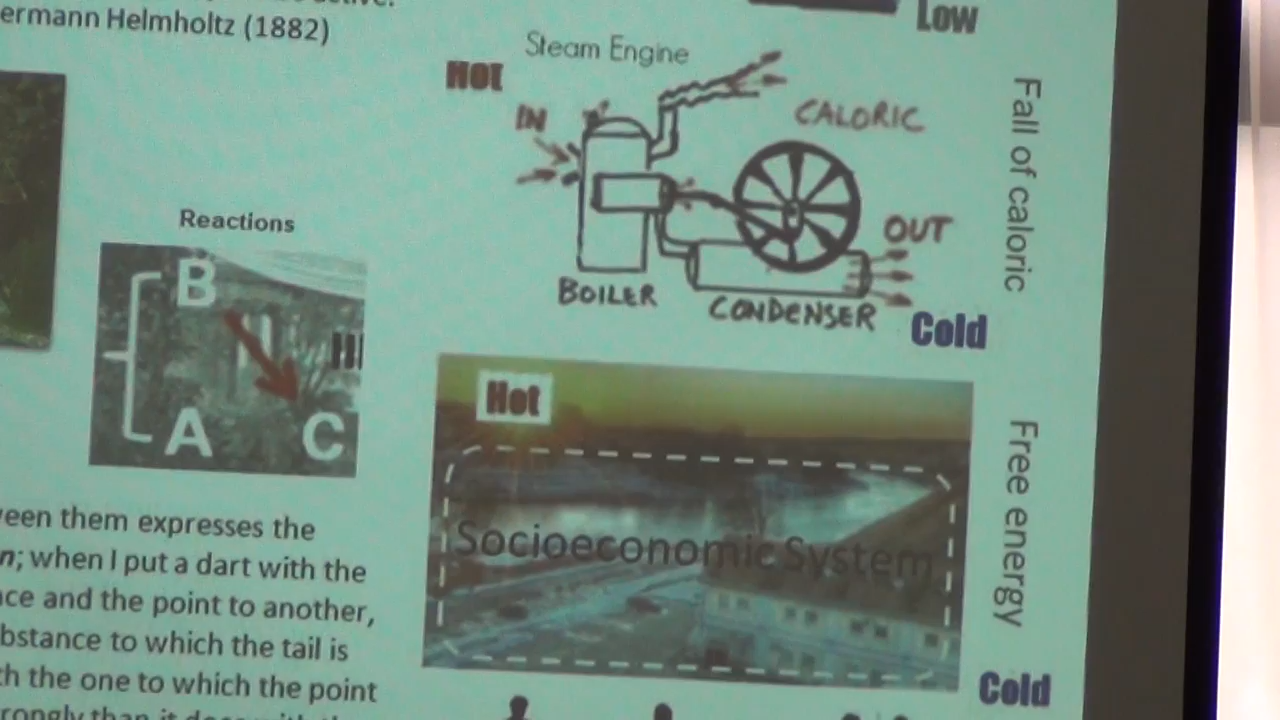 ermann Helmholtz (1882)
Low
Steam Engine
Hot
IN
CALORIC
OUT
BOILER
CONDENSER
Cold
Fall of caloric
Reactions
B
A
C
Hot
Socioeconomic System
Free energy
Cold
een them expresses the
n; when I put a dart with the
ce and the point to another,
bstance to which the tail is
h the one to which the point